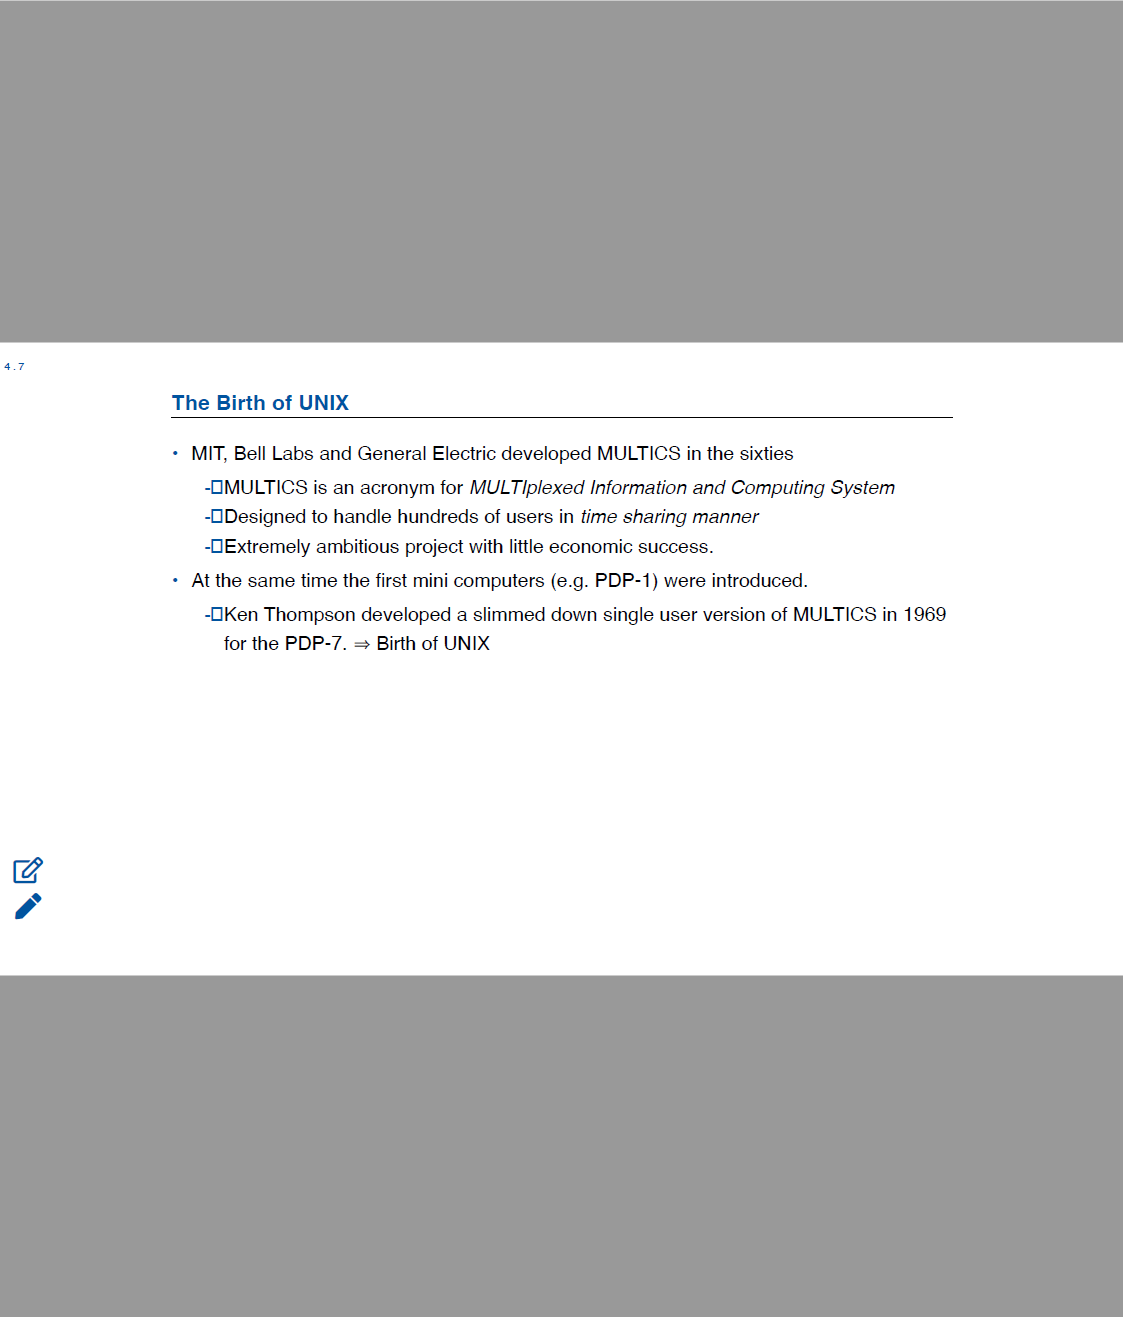 4.7
The Birth of UNIX
• MIT, Bell Labs and General Electric developed MULTICS in the sixties
-□MULTICS is an acronym for MULTIplexed Information and Computing System
-□Designed to handle hundreds of users in time sharing manner
-□Extremely ambitious project with little economic success.
• At the same time the first mini computers (e.g. PDP-1) were introduced.
-□Ken Thompson developed a slimmed down single user version of MULTICS in 1969
for the PDP-7. ⇒ Birth of UNIX